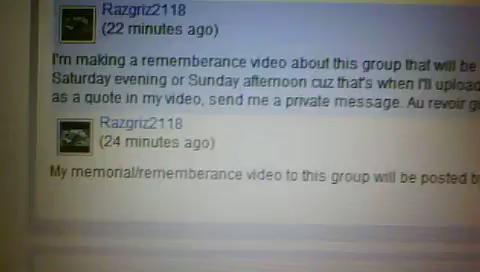 Razgriz2118
(22 minutes ago)
I'm making a rememberance video about this group that will be
Saturday evening or Sunday afternoon cuz that's when I'll upload
as a quote in my video, send me a private message. Au revoir
Razgriz2118
(24 minutes ago)
My memorial/rememberance video to this group will be posted